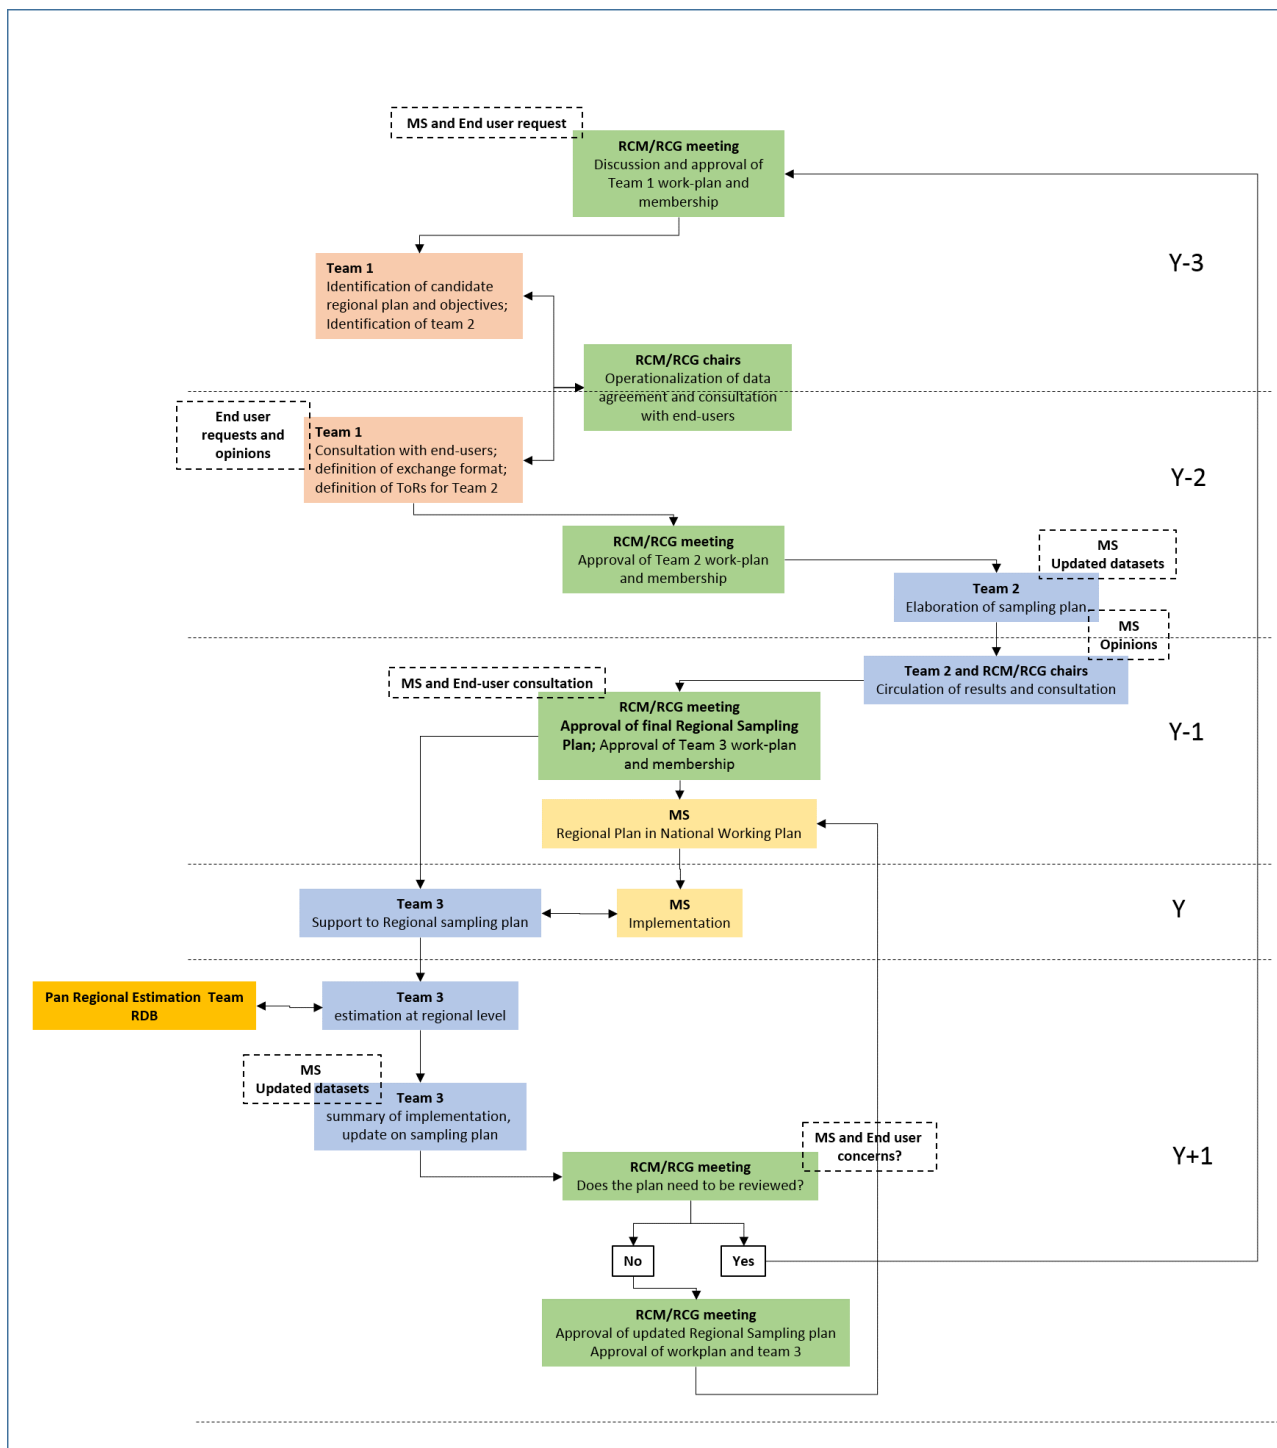 MS and End user request
RCM/RCG meeting
Discussion and approval of
Team 1 work-plan and
membership
Y-3
Team 1
Identification of candidate
regional plan and objectives;
Identification of team 2
RCM/RCG chairs
Operationalization of data
agreement and consultation
with end-users
End user
requests and
opinions
Team 1
Consultation with end-users;
definition of exchange format;
definition of ToRs for Team 2
Y-2
RCM/RCG meeting
Approval of Team 2 work-plan
and membership
MS
Updated datasets
Team 2
Elaboration of sampling plan
MS
Opinions
Team 2 and RCM/RCG chairs
Circulation of results and consultation
MS and End-user consultation
RCM/RCG meeting
Approval of final Regional Sampling
Plan; Approval of Team 3 work-plan
and membership
Y-1
MS
Regional Plan in National Working Plan
Team 3
Support to Regional sampling plan
MS
Implementation
Y
Pan Regional Estimation Team
RDB
Team 3
estimation at regional level
MS
Updated datasets
Team 3
summary of implementation,
update on sampling plan
MS and End user
concerns?
Y+1
RCM/RCG meeting
Does the plan need to be reviewed?
No
Yes
RCM/RCG meeting
Approval of updated Regional Sampling plan
Approval of workplan and team 3